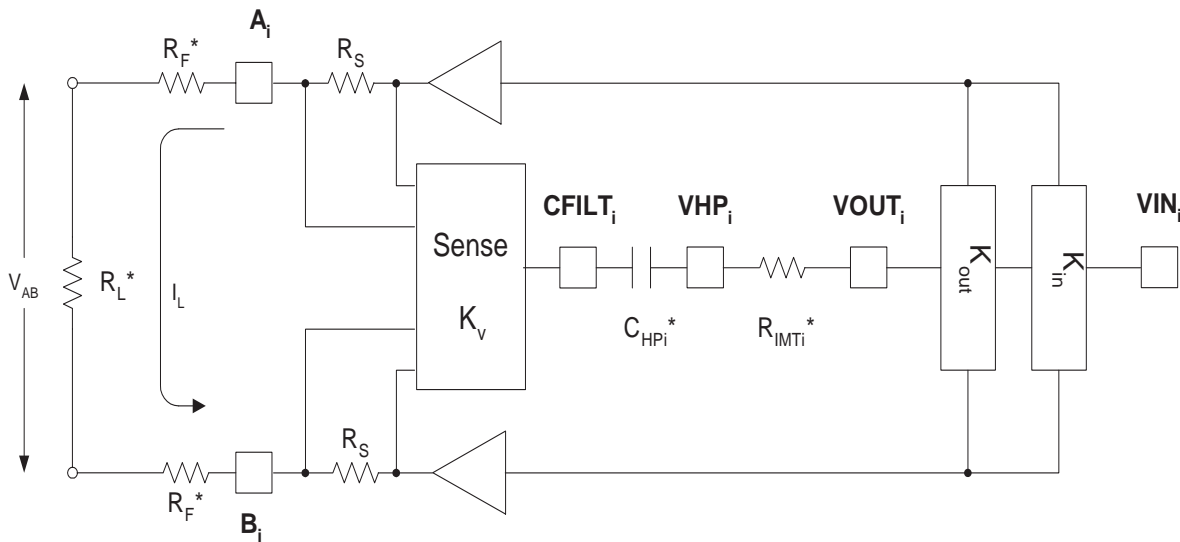 A_i
R_F*
R_S
CFILT_i
VHP_i
VOUT_i
VIN_i
Sense
K_v
K_out
K_in
V_AB
R_L*
I_L
C_HPi*
R_IMTi*
R_S
R_F*
B_i